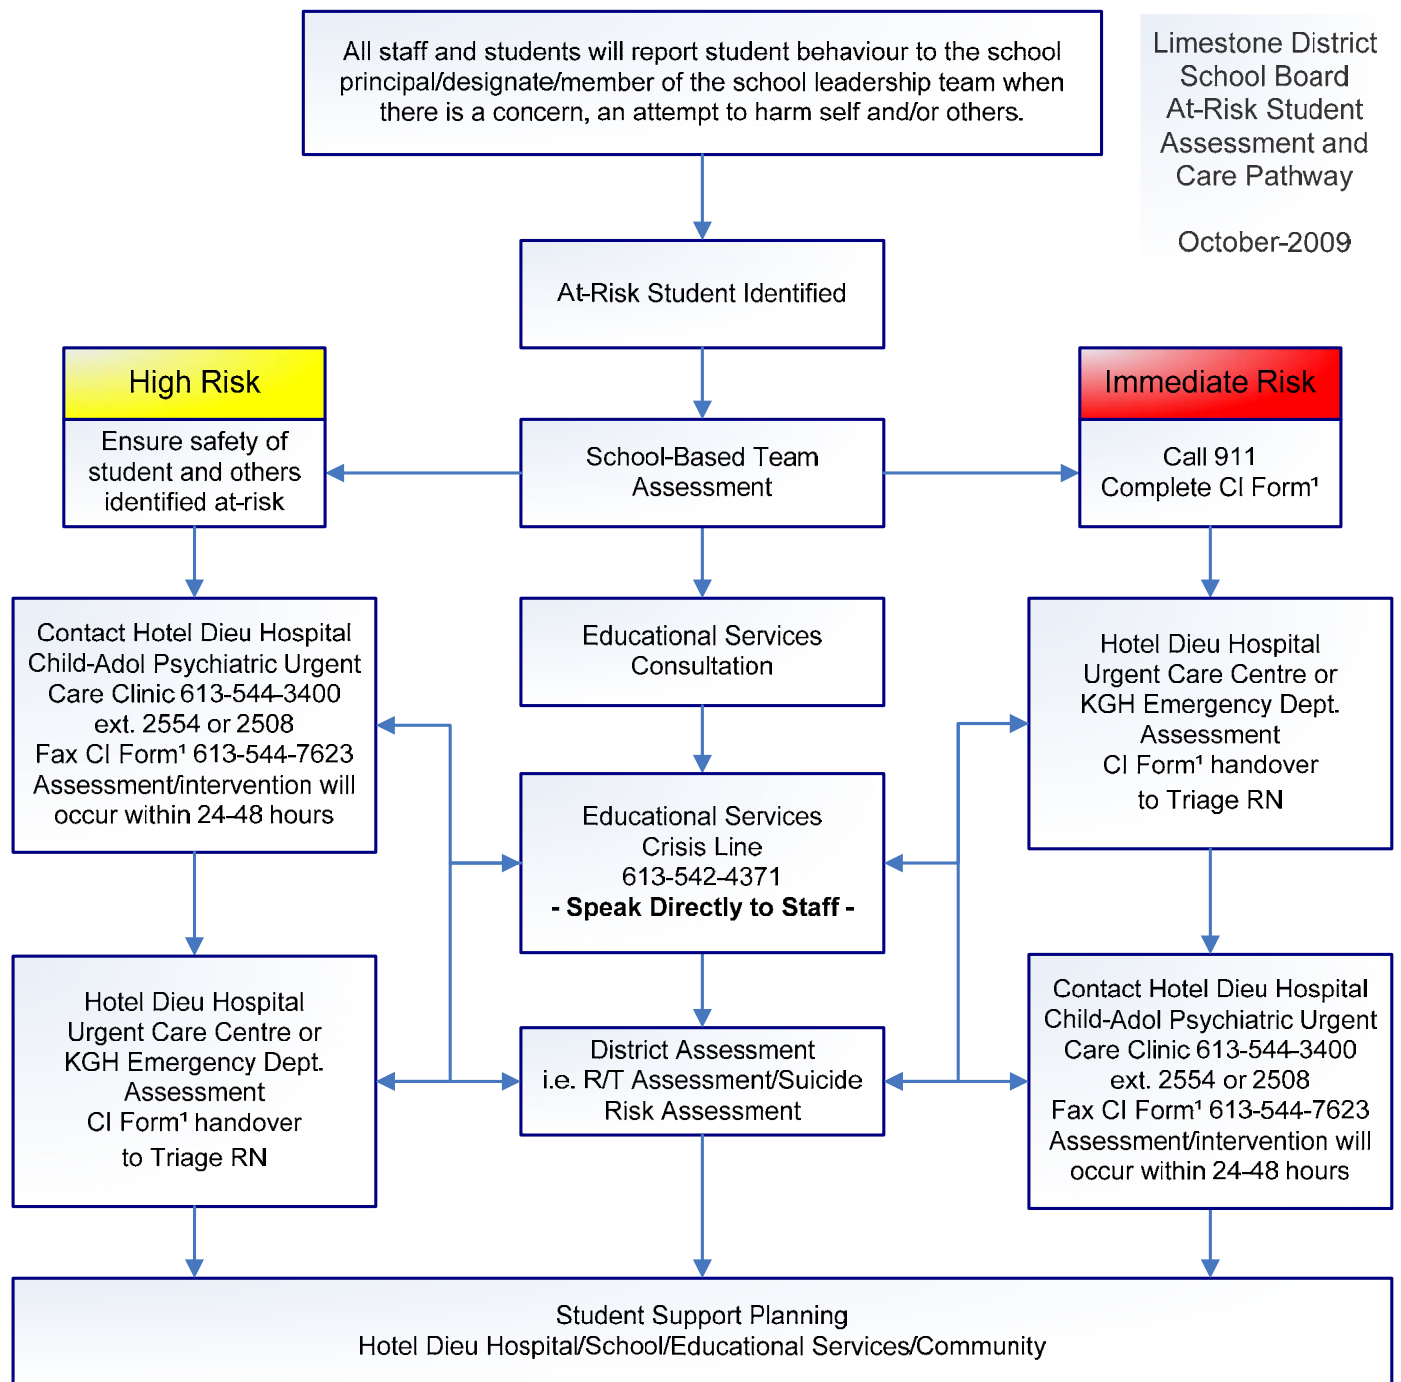 All staff and students will report student behaviour to the school
principal/designate/member of the school leadership team when
there is a concern, an attempt to harm self and/or others.
Limestone District
School Board
At-Risk Student
Assessment and
Care Pathway
October-2009
At-Risk Student Identified
High Risk
Ensure safety of
student and others
identified at-risk
School-Based Team
Assessment
Immediate Risk
Call 911
Complete CI Form¹
Contact Hotel Dieu Hospital
Child-Adol Psychiatric Urgent
Care Clinic 613-544-3400
ext. 2554 or 2508
Fax CI Form¹ 613-544-7623
Assessment/intervention will
occur within 24-48 hours
Educational Services
Consultation
Hotel Dieu Hospital
Urgent Care Centre or
KGH Emergency Dept.
Assessment
CI Form¹ handover
to Triage RN
Educational Services
Crisis Line
613-542-4371
- Speak Directly to Staff -
Hotel Dieu Hospital
Urgent Care Centre or
KGH Emergency Dept.
Assessment
CI Form¹ handover
to Triage RN
District Assessment
i.e. R/T Assessment/Suicide
Risk Assessment
Contact Hotel Dieu Hospital
Child-Adol Psychiatric Urgent
Care Clinic 613-544-3400
ext. 2554 or 2508
Fax CI Form¹ 613-544-7623
Assessment/intervention will
occur within 24-48 hours
Student Support Planning
Hotel Dieu Hospital/School/Educational Services/Community